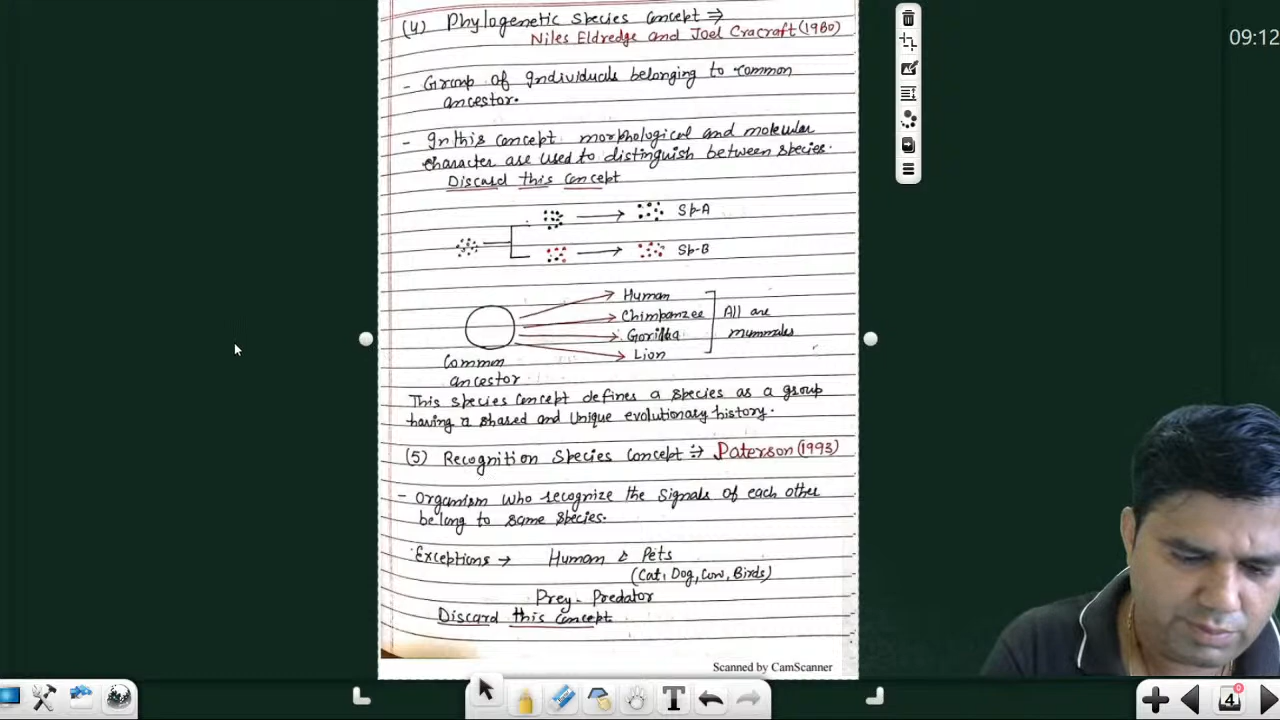 (4) Phylogenetic Species Concept ⇒
Niles Eldredge and Joel Cracraft (1980)
09:12
- Group of Individuals belonging to common
ancestor.
- In this concept morphological and molecular
character are used to distinguish between species.
Discard this concept
Sp-A
Sp-B
Human
Chimpanzee
Gorilla
Lion
All are
mummales
Common
ancestor
This species concept defines a species as a group
having a shared and unique evolutionary history.
(5) Recognition Species Concept ⇒ Paterson (1993)
- Organism who recognize the signals of each other
belong to same species.
Exceptions → Human & Pets
(Cat, Dog, Cow, Birds)
Prey - Predator
Discard this concept
Scanned by CamScanner
T
4
0